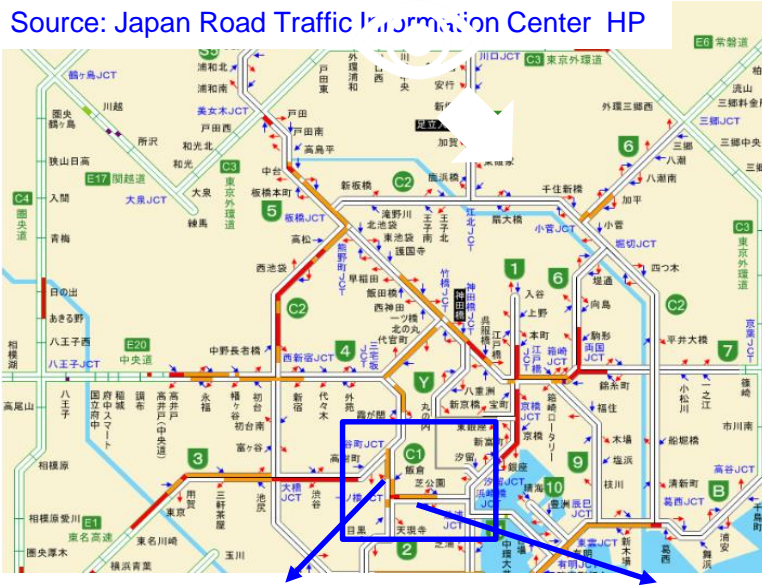 Source: Japan Road Traffic Information Center HP
E6 常磐道
鶴ヶ島JCT
浦和北
浦和南
戸田東
外環浦和
川口JCT
C3 東京外環道
安行
流山
三郷料金所
川越
圏央
鶴ヶ島
美女木JCT
戸田
戸田西
戸田南
高島平
足立入
加賀
外環三郷西
三郷JCT
三郷
6
三郷中央
八潮
八潮南
所沢
和光北
和光
狭山日高
E17 関越道
C3
東京外環道
中台
板橋本町
新板橋
C2
鹿浜橋
千住新橋
加平
C4
圏央道
入間
大泉JCT
大泉
練馬
5
板橋JCT
滝野川
北池袋
東池袋
護国寺
王子南
王子北
江北JCT
扇大橋
小菅JCT
小菅
堀切JCT
C3
東京外環道
青梅
高松
熊野町JCT
西池袋
早稲田
飯田橋
西神田
一ツ橋
北の丸
代官町
竹橋JCT
神田橋JCT
神田橋
呉服橋
江戸橋
1
入谷
上野
本町
6
堤通
向島
駒形
四つ木
C2
日の出
あきる野
八王子西
C2
E20
中央道
八王子JCT
相模湖
中野長者橋
西新宿JCT
4
三宅坂JCT
江戸橋JCT
箱崎JCT
両国JCT
平井大橋
京葉JCT
7
高尾山
八王子
国立府中
府中スマート
稲城
調布
高井戸(中央道)
高井戸
永福
幡ヶ谷
初台
初台南
新宿
代々木
外苑
霞が関
Y
丸の内
八重洲
新京橋
宝町
京橋JCT
京橋
箱崎ロータリー
錦糸町
福住
小松川
一之江
篠崎
富ヶ谷
谷町JCT
高樹町
C1
飯倉
芝公園
東銀座
新富町
汐留
銀座
木場
塩浜
枝川
船堀橋
市川南
相模原
3
9
清新町
高谷JCT
用賀
三軒茶屋
池尻
大橋JCT
渋谷
一ノ橋JCT
汐留JCT
浜崎橋JCT
晴海
10
豊洲
辰巳JCT
葛西JCT
B
千鳥町
相模原愛川
E1
東名高速
東京
東名川崎
目黒
天現寺
2
芝浦
東雲JCT
有明
有明JCT
新木場
葛西
舞浜
浦安
圏央厚木
横浜青葉
玉川